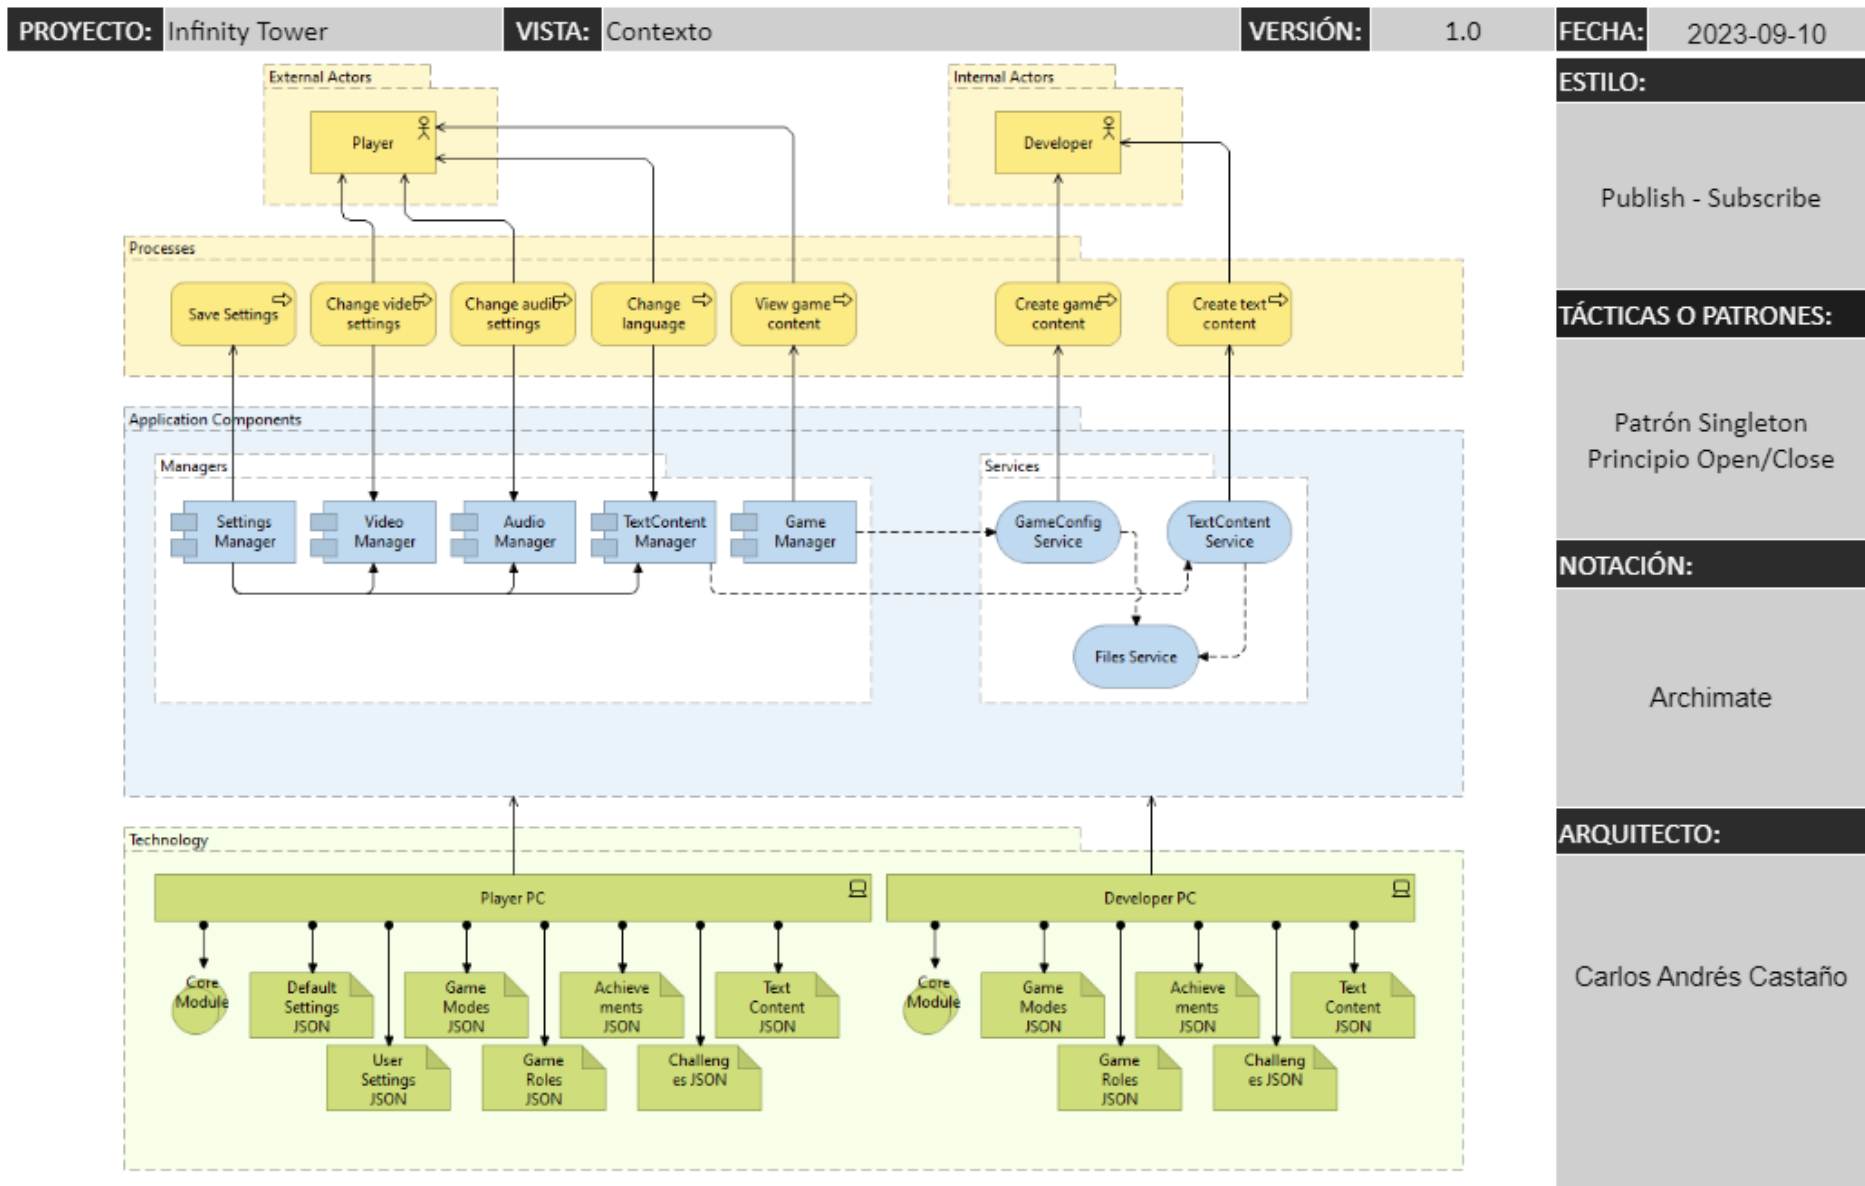 PROYECTO: Infinity Tower VISTA: Contexto VERSIÓN: 1.0 FECHA: 2023-09-10
External Actors
Player
Internal Actors
Developer
Processes
Save Settings
Change video
settings
Change audio
settings
Change
language
View game
content
Create game
content
Create text
content
Application Components
Managers
Settings
Manager
Video
Manager
Audio
Manager
TextContent
Manager
Game
Manager
Services
GameConfig
Service
TextContent
Service
Files Service
Technology
Player PC
Core
Module
Default
Settings
JSON
User
Settings
JSON
Game
Modes
JSON
Game
Roles
JSON
Achieve
ments
JSON
Challeng
es JSON
Text
Content
JSON
Developer PC
Core
Module
Game
Modes
JSON
Game
Roles
JSON
Achieve
ments
JSON
Challeng
es JSON
Text
Content
JSON
ESTILO:
Publish - Subscribe
TÁCTICAS O PATRONES:
Patrón Singleton
Principio Open/Close
NOTACIÓN:
Archimate
ARQUITECTO:
Carlos Andrés Castaño